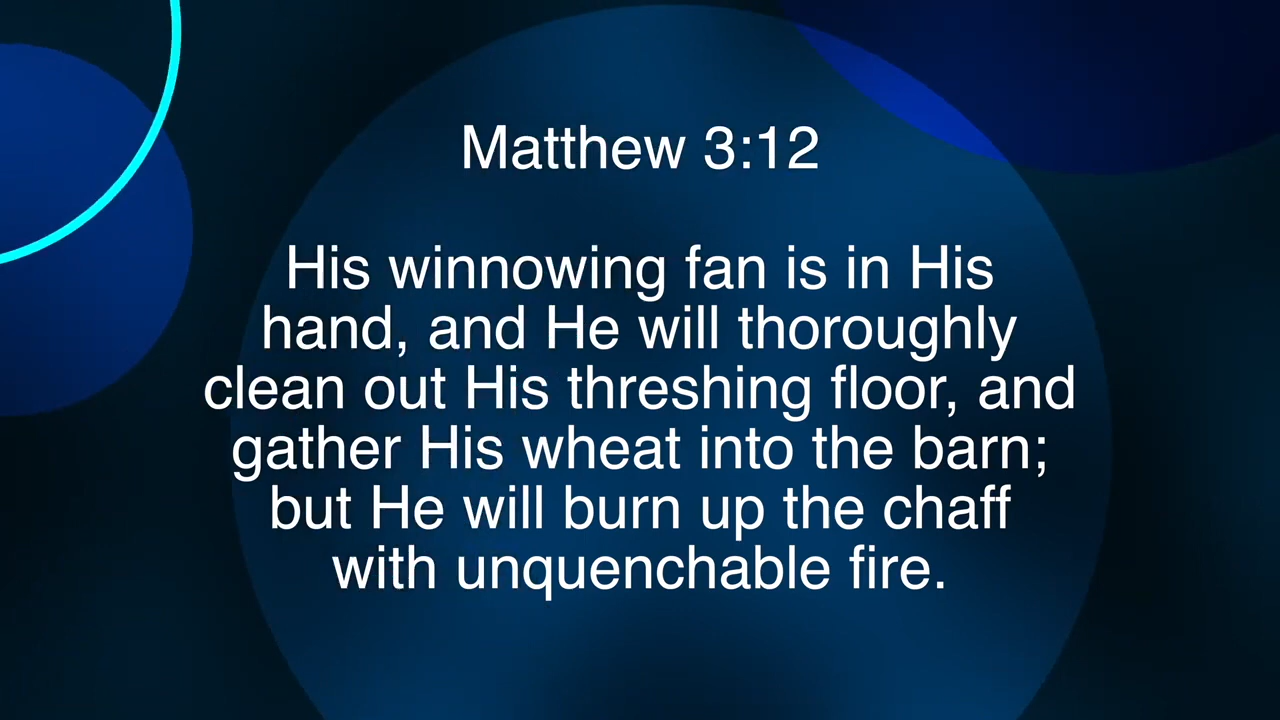 Matthew 3:12
His winnowing fan is in His
hand, and He will thoroughly
clean out His threshing floor, and
gather His wheat into the barn;
but He will burn up the chaff
with unquenchable fire.